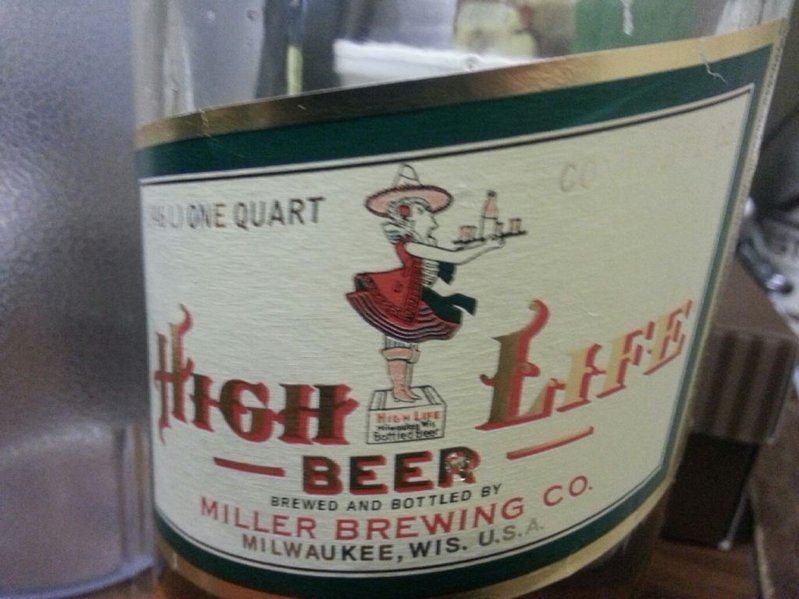 ONE QUART
HIGH LIFE
HIGH LIFE
Milwaukee, Wis
Bottled Beer
BEER
BREWED AND BOTTLED BY
MILLER BREWING CO.
MILWAUKEE, WIS. U.S.A.